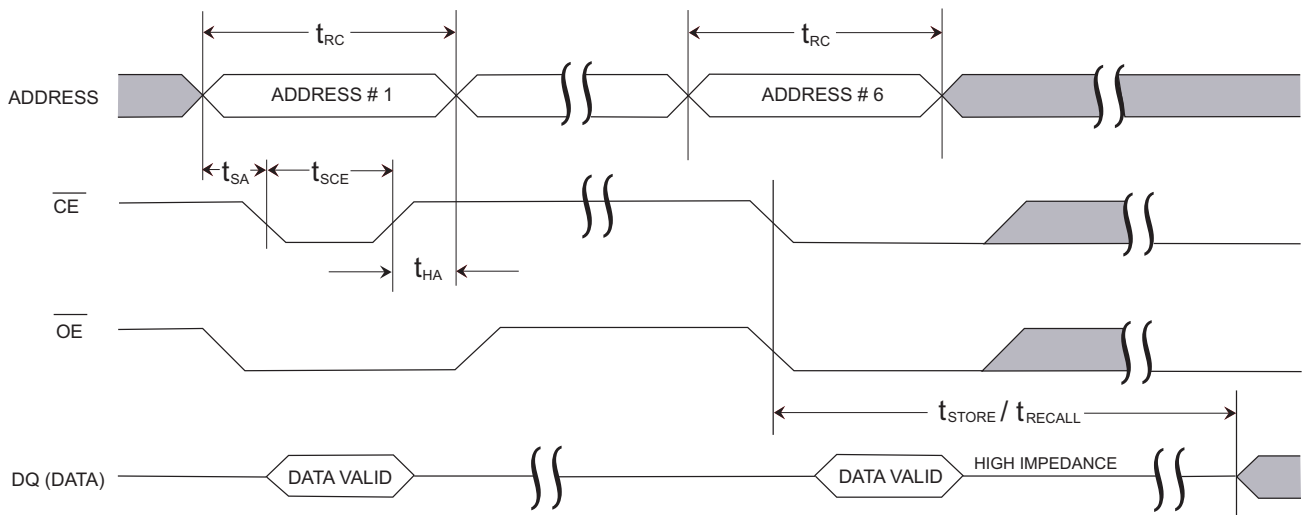 tRC
tRC
ADDRESS
ADDRESS # 1
ADDRESS # 6
tSA
tSCE
CE
tHA
OE
tSTORE / tRECALL
DQ (DATA)
DATA VALID
DATA VALID
HIGH IMPEDANCE